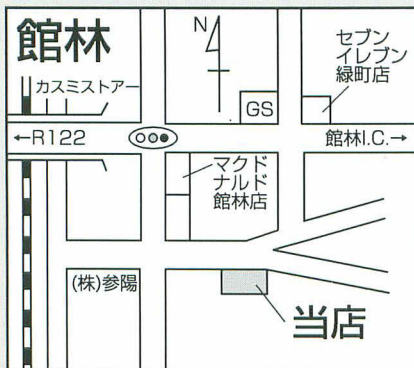 館林
N
セブン
イレブン
緑町店
カスミストアー
GS
←R122
館林I.C.→
マクド
ナルド
館林店
(株)参陽
当店